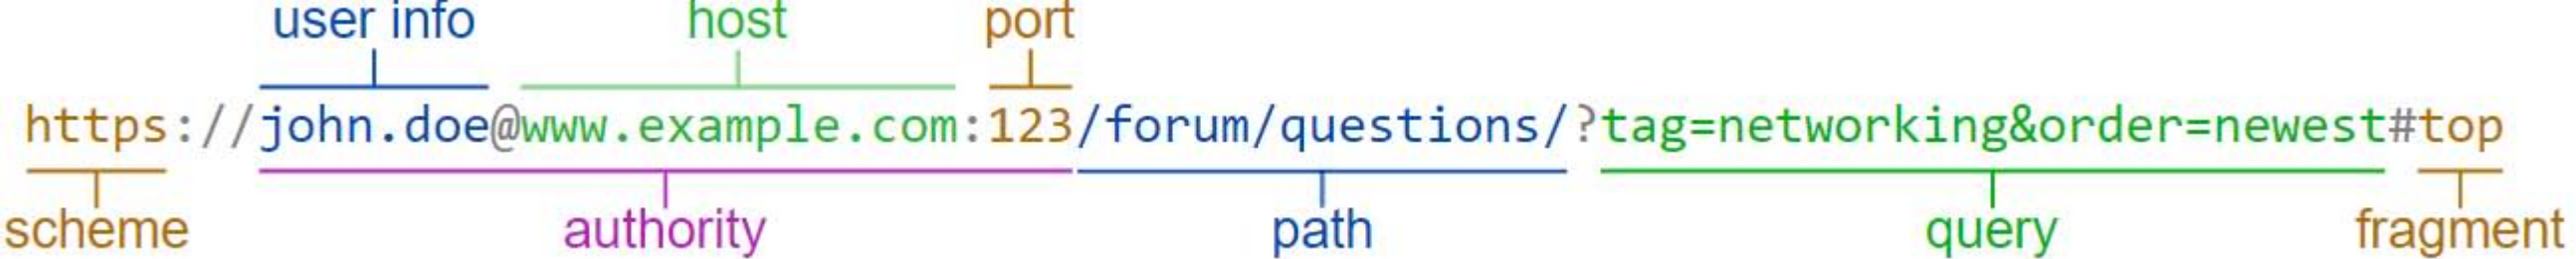 user info host port
https://john.doe@www.example.com:123/forum/questions/?tag=networking&order=newest#top
scheme authority path query fragment